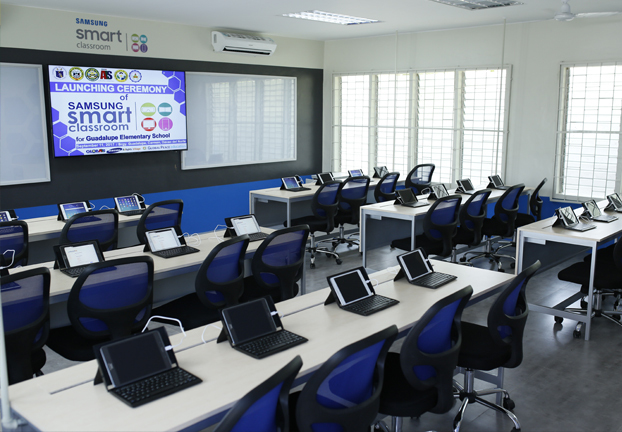 SAMSUNG
smart
classroom
LAUNCHING CEREMONY
of
SAMSUNG
smart
classroom
for Guadalupe Elementary School